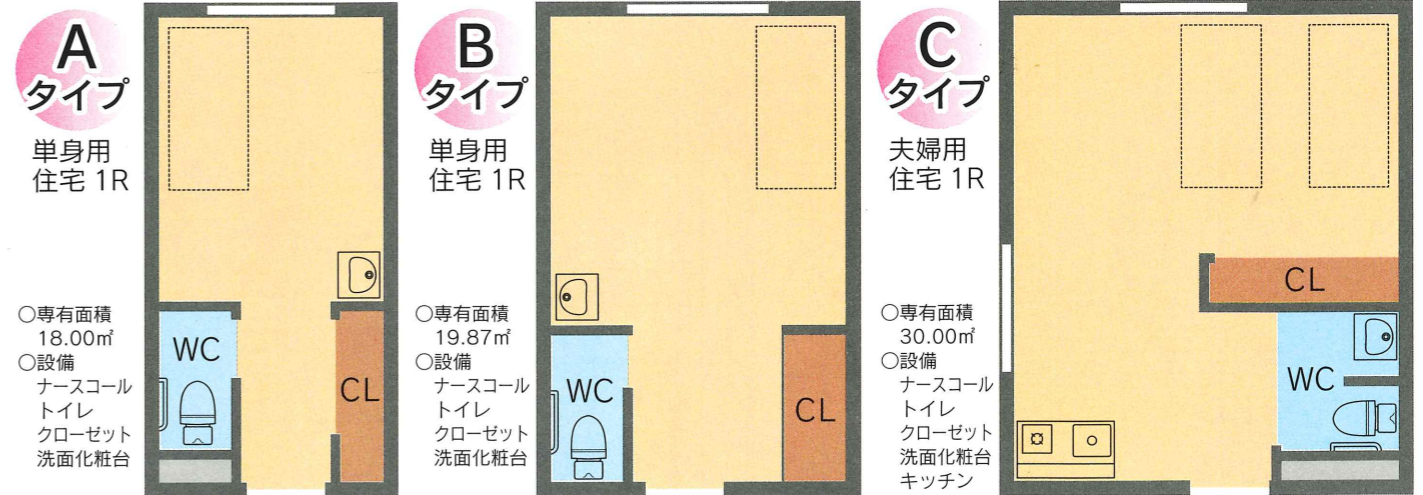 A
タイプ
単身用
住宅 1R
○専有面積
18.00㎡
○設備
ナースコール
トイレ
クローゼット
洗面化粧台
WC
CL
B
タイプ
単身用
住宅 1R
○専有面積
19.87㎡
○設備
ナースコール
トイレ
クローゼット
洗面化粧台
WC
CL
C
タイプ
夫婦用
住宅 1R
○専有面積
30.00㎡
○設備
ナースコール
トイレ
クローゼット
洗面化粧台
キッチン
CL
WC